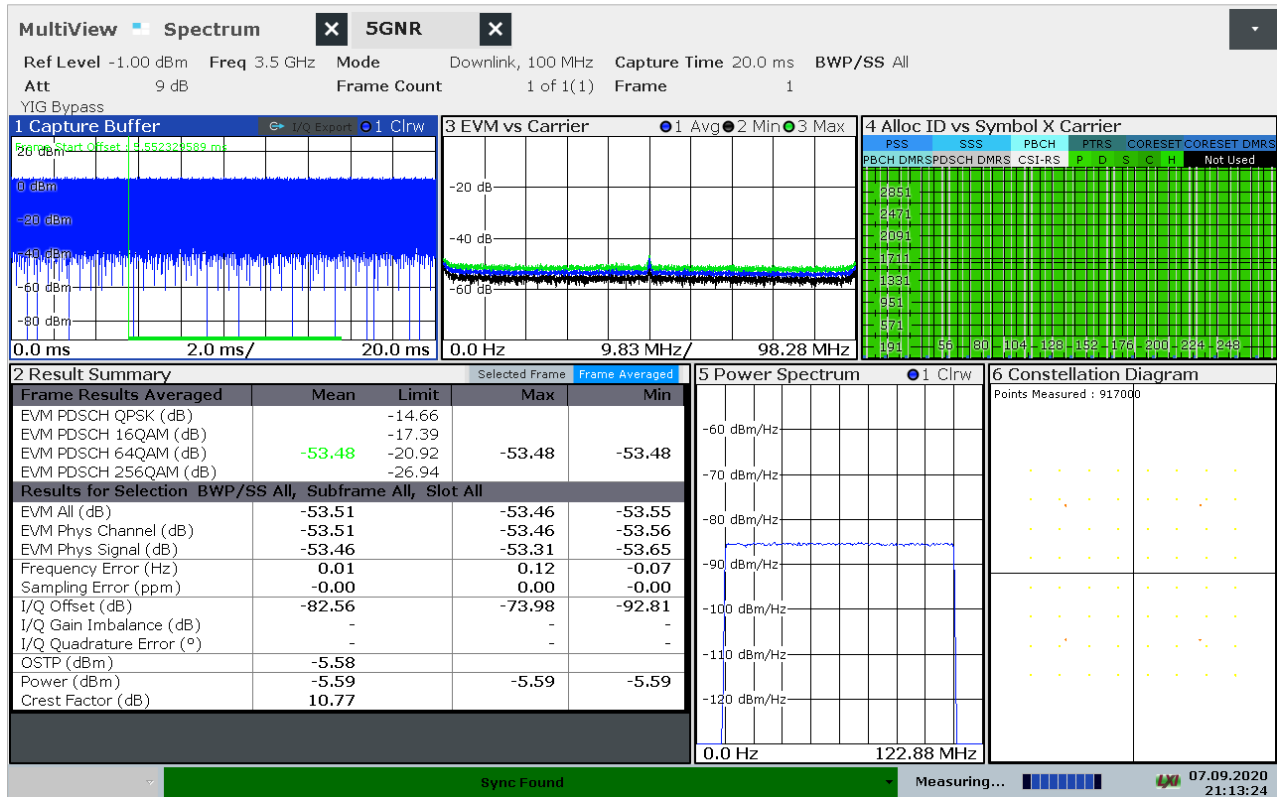 MultiView Spectrum X 5GNR X
Ref Level -1.00 dBm Freq 3.5 GHz Mode Downlink, 100 MHz Capture Time 20.0 ms BWP/SS All
Att 9 dB Frame Count 1 of 1(1) Frame 1
YIG Bypass
1 Capture Buffer I/Q Export 1 Clrw
Frame Start Offset : 5.552329589 ms
20 dBm
0 dBm
-20 dBm
-40 dBm
-60 dBm
-80 dBm
0.0 ms 2.0 ms/ 20.0 ms
3 EVM vs Carrier 1 Avg 2 Min 3 Max
-20 dB
-40 dB
-60 dB
0.0 Hz 9.83 MHz/ 98.28 MHz
4 Alloc ID vs Symbol X Carrier
PSS SSS PBCH PTRS CORESET CORESET DMRS
PBCH DMRS PDSCH DMRS CSI-RS P D S C H Not Used
2851
2471
2091
1711
1331
951
571
191 56 80 104 128 152 176 200 224 248
2 Result Summary Selected Frame Frame Averaged
Frame Results Averaged Mean Limit Max Min
EVM PDSCH QPSK (dB) -14.66
EVM PDSCH 16QAM (dB) -17.39
EVM PDSCH 64QAM (dB) -53.48 -20.92 -53.48 -53.48
EVM PDSCH 256QAM (dB) -26.94
Results for Selection BWP/SS All, Subframe All, Slot All
EVM All (dB) -53.51 -53.46 -53.55
EVM Phys Channel (dB) -53.51 -53.46 -53.56
EVM Phys Signal (dB) -53.46 -53.31 -53.65
Frequency Error (Hz) 0.01 0.12 -0.07
Sampling Error (ppm) -0.00 0.00 -0.00
I/Q Offset (dB) -82.56 -73.98 -92.81
I/Q Gain Imbalance (dB) - - -
I/Q Quadrature Error (º) - - -
OSTP (dBm) -5.58
Power (dBm) -5.59 -5.59 -5.59
Crest Factor (dB) 10.77
5 Power Spectrum 1 Clrw
-60 dBm/Hz
-70 dBm/Hz
-80 dBm/Hz
-90 dBm/Hz
-100 dBm/Hz
-110 dBm/Hz
-120 dBm/Hz
0.0 Hz 122.88 MHz
6 Constellation Diagram
Points Measured : 917000
Sync Found
Measuring...
LXI
07.09.2020
21:13:24